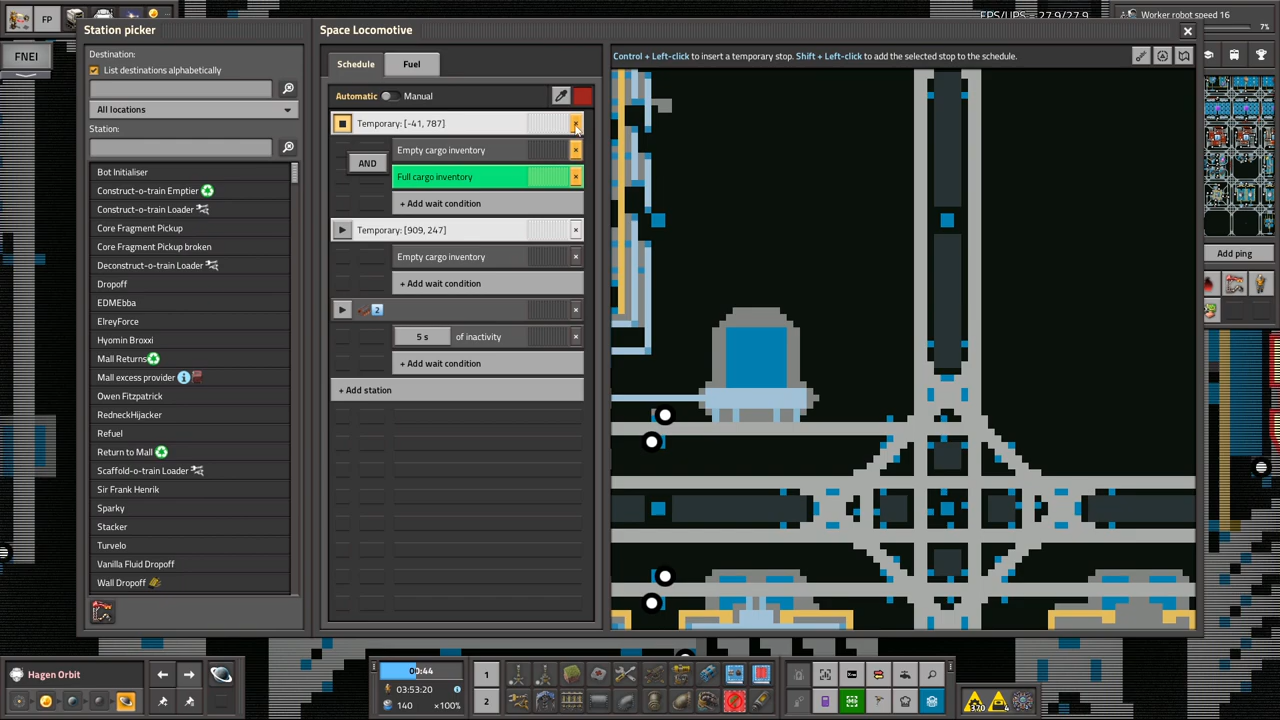 FP
EPS/UPS = 27.9/27.9
Worker robot speed 16
7%
FNEI
Station picker
Destination:
List destinations alphabetically
All locations
Station:
Bot Initialiser
Construct-o-train Emptier
Construct-o-train Loader
Core Fragment Pickup
Core Fragment Pickup broken
Deconstruct-o-train Loader
Dropoff
EDMEbba
ElreyForce
Hyomin Broxxi
Mall Returns
Mall excess provider
Owen Fitzpatrick
RedneckHijacker
Refuel
Return to Mall
Scaffold-o-train Loader
Sir Frank Henrik
Sparky
Stacker
Turvelo
Vanilla Fluid Dropoff
Wall Dropoff
Space Locomotive
Schedule
Fuel
Automatic
Manual
Temporary: [-41, 787]
Empty cargo inventory
AND
Full cargo inventory
+ Add wait condition
Temporary: [909, 247]
Empty cargo inventory
+ Add wait condition
2
5 s of inactivity
+ Add wait condition
+ Add station
Control + Left-click to insert a temporary stop. Shift + Left-click to add the selected stop to the schedule.
Add ping
Hagen Orbit
03:53:20
×100%
1
2
370